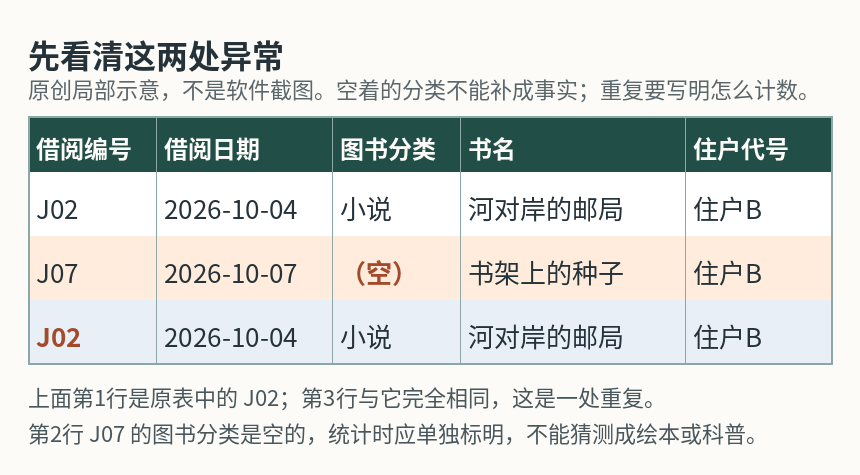 先看清这两处异常
原创局部示意，不是软件截图。空着的分类不能补成事实；重复要写明怎么计数。
借阅编号 借阅日期 图书分类 书名 住户代号
J02 2026-10-04 小说 河对岸的邮局 住户B
J07 2026-10-07 （空） 书架上的种子 住户B
J02 2026-10-04 小说 河对岸的邮局 住户B
上面第1行是原表中的 J02；第3行与它完全相同，这是一处重复。
第2行 J07 的图书分类是空的，统计时应单独标明，不能猜测成绘本或科普。